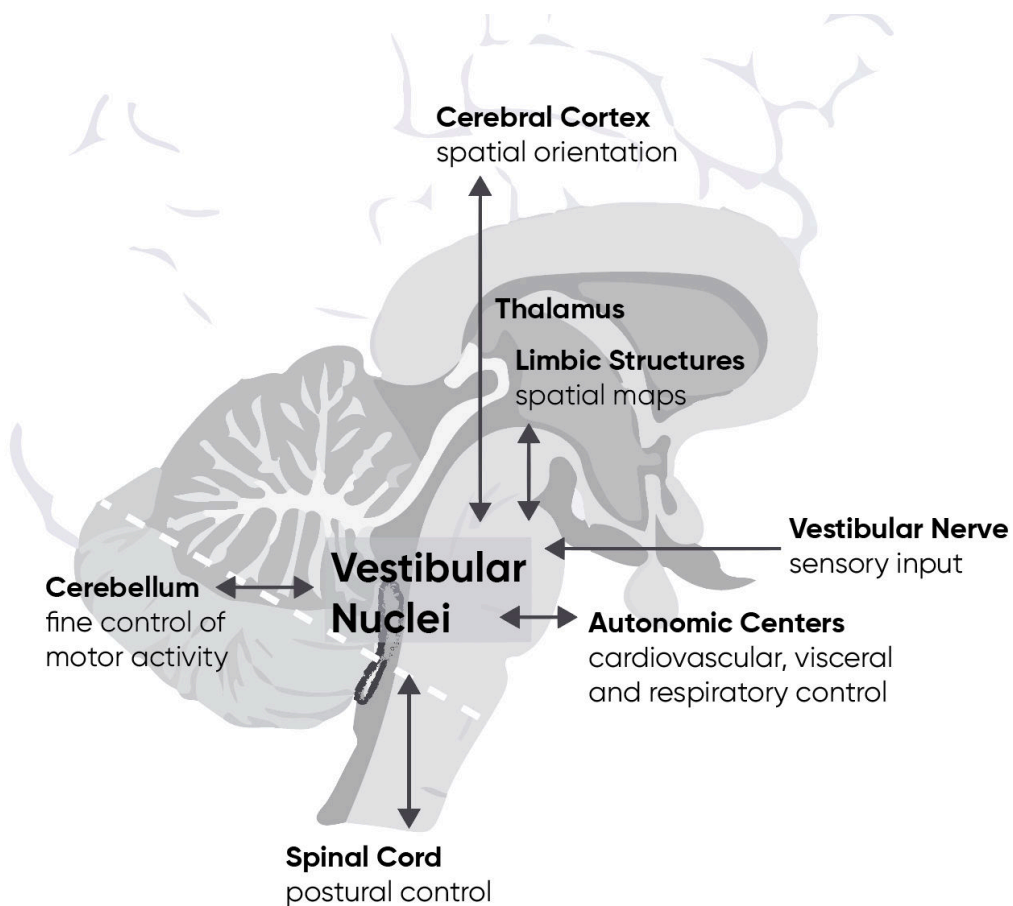 Cerebral Cortex
spatial orientation
Thalamus
Limbic Structures
spatial maps
Vestibular Nerve
sensory input
Vestibular
Nuclei
Cerebellum
fine control of
motor activity
Autonomic Centers
cardiovascular, visceral
and respiratory control
Spinal Cord
postural control